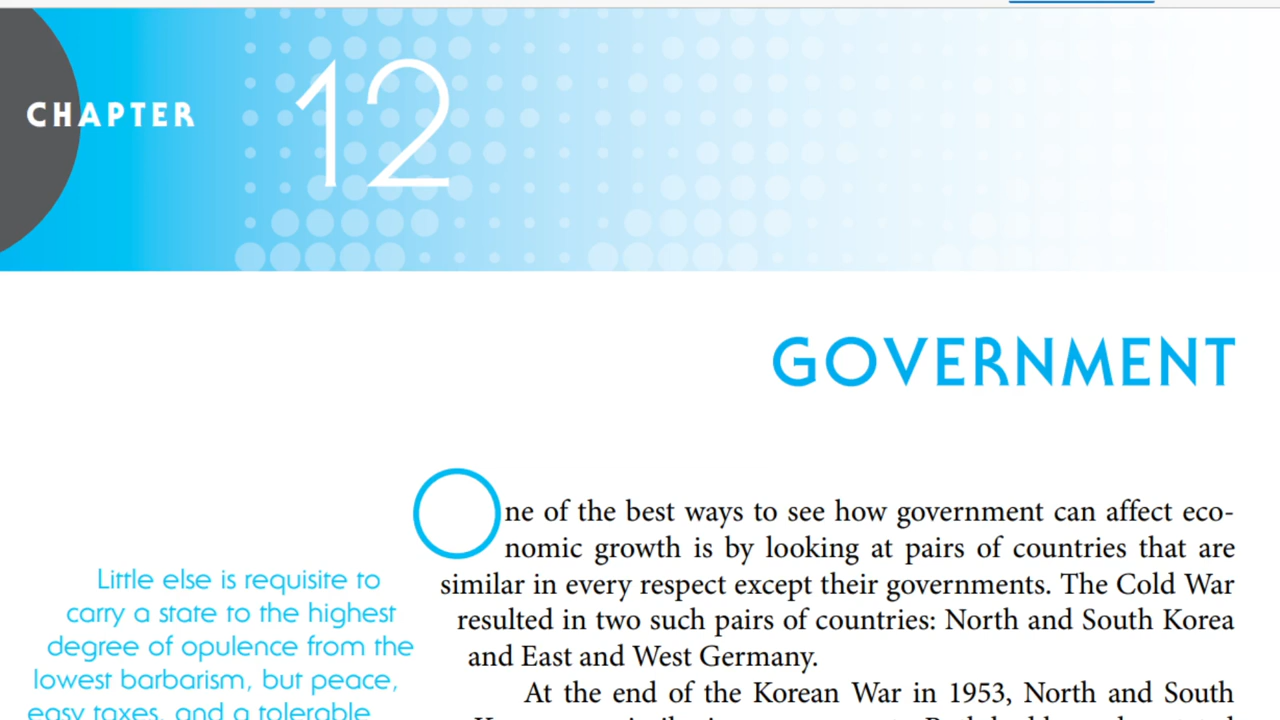 CHAPTER 12
GOVERNMENT
One of the best ways to see how government can affect eco-
nomic growth is by looking at pairs of countries that are
similar in every respect except their governments. The Cold War
resulted in two such pairs of countries: North and South Korea
and East and West Germany.
At the end of the Korean War in 1953, North and South
Little else is requisite to
carry a state to the highest
degree of opulence from the
lowest barbarism, but peace,
easy taxes, and a tolerable